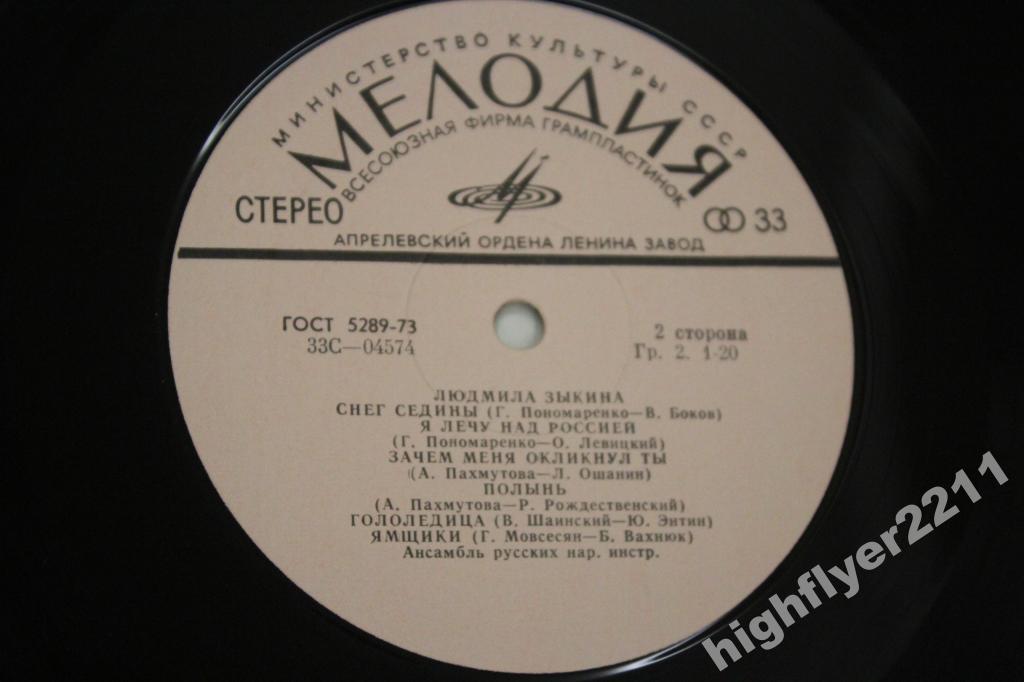 МИНИСТЕРСТВО КУЛЬТУРЫ СССР
МЕЛОДИЯ
ВСЕСОЮЗНАЯ ФИРМА ГРАМПЛАСТИНОК
СТЕРЕО
33
АПРЕЛЕВСКИЙ ОРДЕНА ЛЕНИНА ЗАВОД
ГОСТ 5289-73
33С—04574
2 сторона
Гр. 2. 1-20
ЛЮДМИЛА ЗЫКИНА
СНЕГ СЕДИНЫ (Г. Пономаренко—В. Боков)
Я ЛЕЧУ НАД РОССИЕЙ
(Г. Пономаренко—О. Левицкий)
ЗАЧЕМ МЕНЯ ОКЛИКНУЛ ТЫ
(А. Пахмутова—Л. Ошанин)
ПОЛЫНЬ
(А. Пахмутова—Р. Рождественский)
ГОЛОЛЕДИЦА (В. Шаинский—Ю. Энтин)
ЯМЩИКИ (Г. Мовсесян—Б. Вахнюк)
Ансамбль русских нар. инстр.
highflyer2211